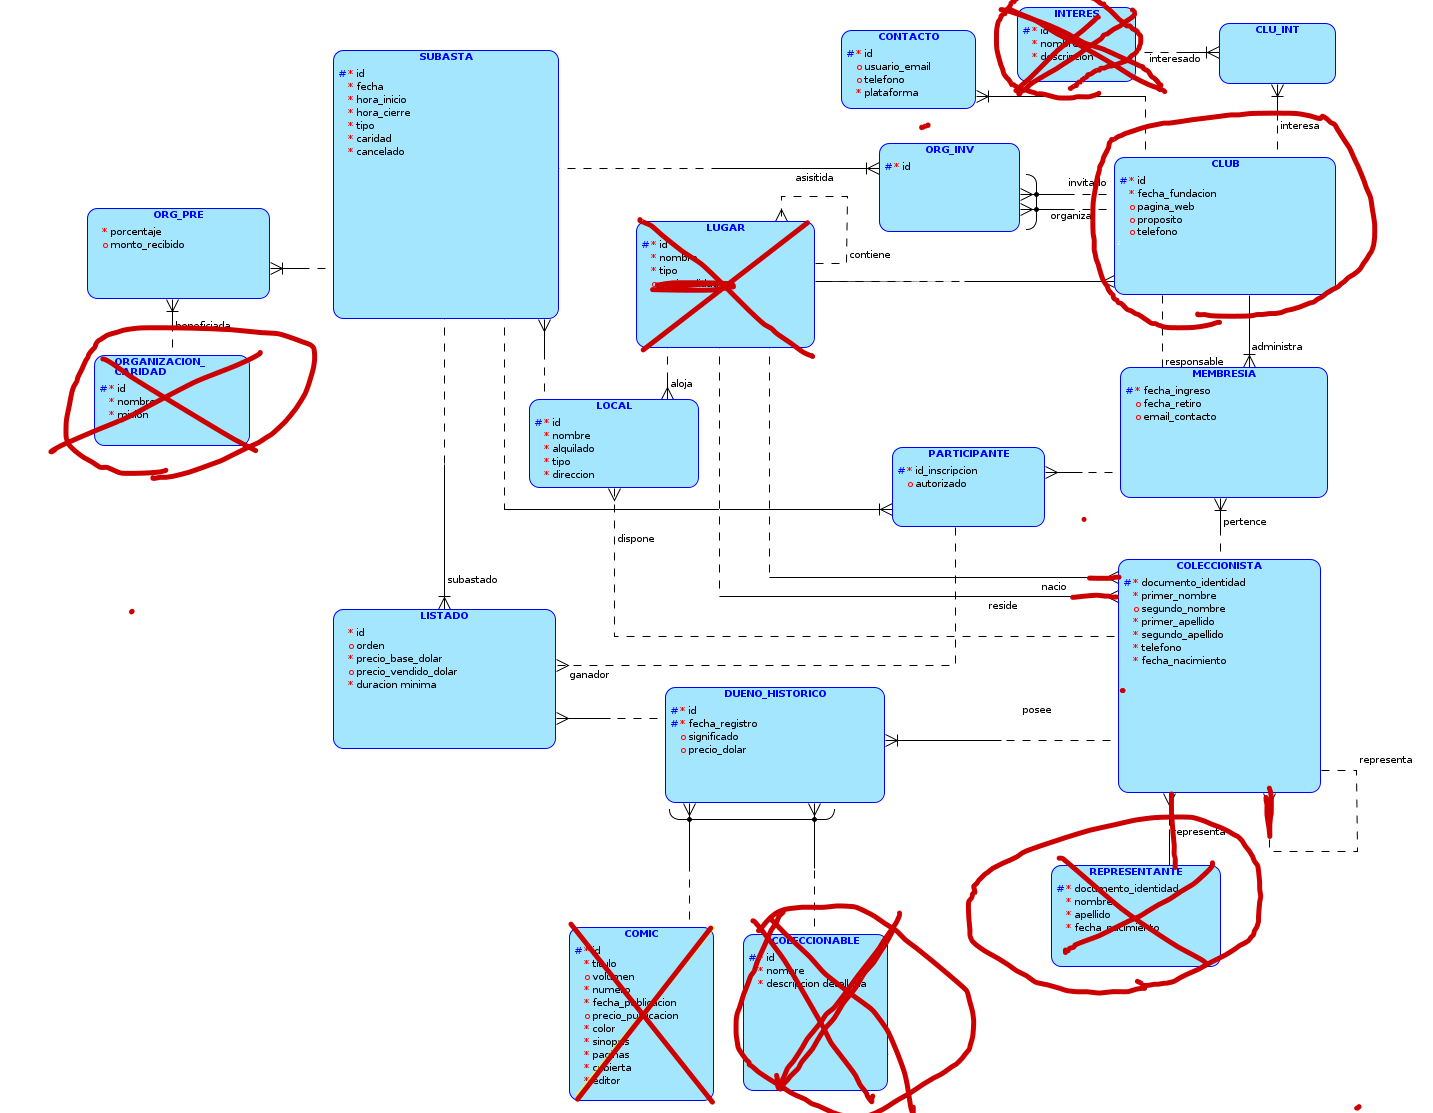 SUBASTA
#* id
* fecha
* hora_inicio
* hora_cierre
* tipo
* caridad
* cancelado
CONTACTO
#* id
o usuario_email
o telefono
* plataforma
INTERES
#* id
* nombre
* descripcion
interesado
CLU_INT
interesa
ORG_INV
#* id
asisitida
invitado
organiza
CLUB
#* id
* fecha_fundacion
o pagina_web
o proposito
o telefono
ORG_PRE
* porcentaje
o monto_recibido
beneficiada
ORGANIZACION_
CARIDAD
#* id
* nombre
* mision
LUGAR
#* id
* nombre
* tipo
contiene
aloja
administra
responsable
LOCAL
#* id
* nombre
* alquilado
* tipo
* direccion
dispone
MEMBRESIA
#* fecha_ingreso
o fecha_retiro
o email_contacto
PARTICIPANTE
#* id_inscripcion
o autorizado
pertence
subastado
nacio
reside
COLECCIONISTA
#* documento_identidad
* primer_nombre
o segundo_nombre
* primer_apellido
* segundo_apellido
* telefono
* fecha_nacimiento
LISTADO
* id
o orden
* precio_base_dolar
o precio_vendido_dolar
* duracion minima
ganador
DUENO_HISTORICO
#* id
#* fecha_registro
o significado
o precio_dolar
posee
representa
representa
REPRESENTANTE
#* documento_identidad
* nombre
* apellido
* fecha_nacimiento
COMIC
#* id
* titulo
o volumen
* numero
* fecha_publicacion
o precio_publicacion
* color
* sinopsis
* paginas
* cubierta
* editor
COLECCIONABLE
#* id
* nombre
* descripcion detallada